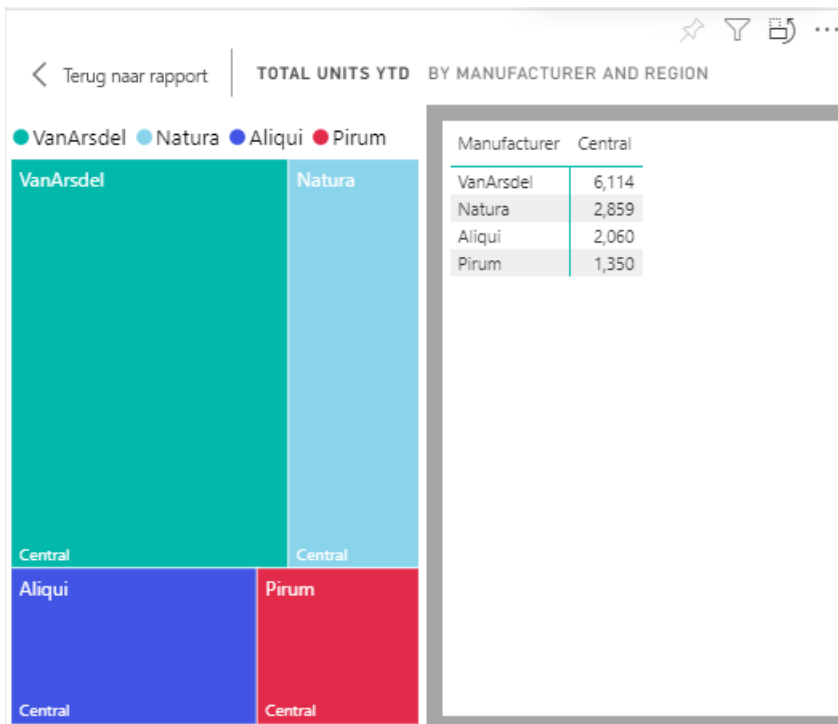 Terug naar rapport
TOTAL UNITS YTD BY MANUFACTURER AND REGION
VanArsdel Natura Aliqui Pirum
VanArsdel Natura
Central Central
Aliqui Pirum
Central Central
Manufacturer Central
VanArsdel 6,114
Natura 2,859
Aliqui 2,060
Pirum 1,350